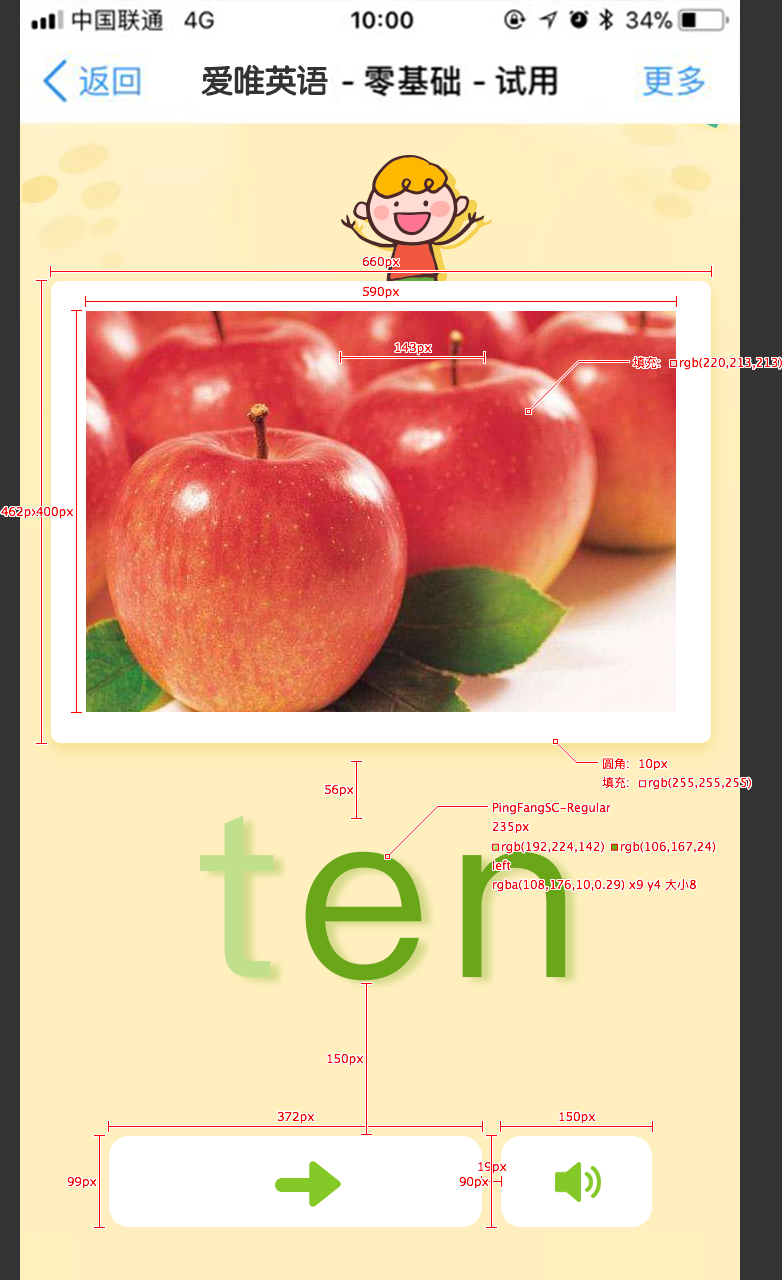 中国联通 4G 10:00 34%
返回 爱唯英语 - 零基础 - 试用 更多
660px
590px
143px
填充: rgb(220,213,213)
462px 400px
圆角: 10px
填充: rgb(255,255,255)
56px
PingFangSC-Regular
235px
rgb(192,224,142) rgb(106,167,24)
left
rgba(108,176,10,0.29) x9 y4 大小8
ten
150px
372px 150px
19px
99px 90px